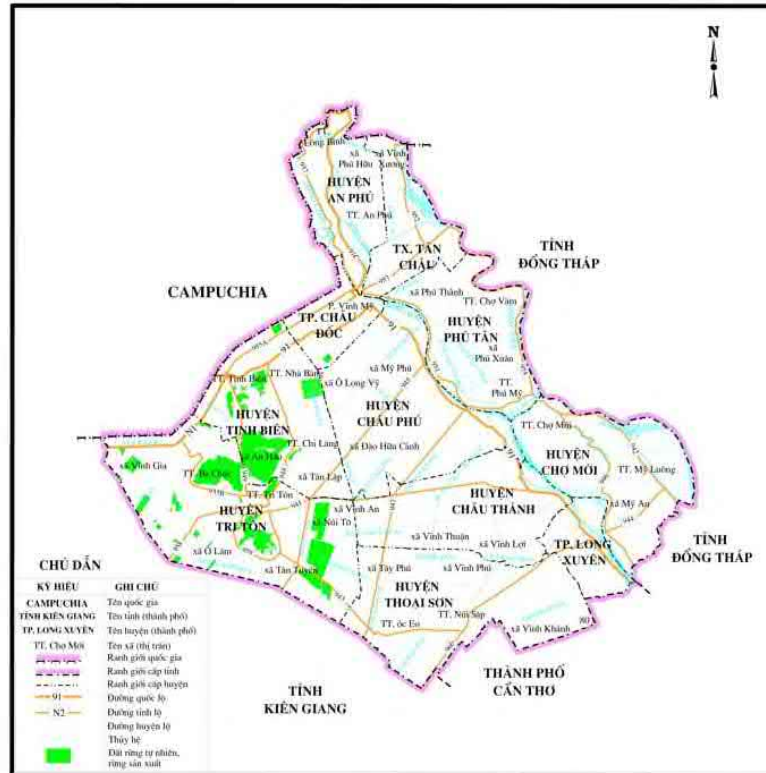 N
Long Bình
xã
Phú Hữu
xã Vĩnh
Xương
HUYỆN
AN PHÚ
TT. An Phú
952
TX. TÂN
CHÂU
TỈNH
ĐỒNG THÁP
CAMPUCHIA
xã Phú Thành
TT. Chợ Vàm
P. Vĩnh Mỹ
TP. CHÂU
ĐỐC
HUYỆN
PHÚ TÂN
xã
Phú Xuân
91
TT. Tịnh Biên
TT. Nhà Bàng
xã Ô Long Vỹ
xã Mỹ Phú
TT.
Phú Mỹ
HUYỆN
TỊNH BIÊN
HUYỆN
CHÂU PHÚ
TT. Chợ Mới
N1
TT. Chi Lăng
xã An Hảo
xã Đào Hữu Cảnh
HUYỆN
CHỢ MỚI
TT. Mỹ Luông
xã Vĩnh Gia
TT. Ba Chúc
xã Tân Lập
TT. Tri Tôn
HUYỆN
CHÂU THÀNH
xã Mỹ An
HUYỆN
TRI TÔN
xã Vĩnh An
xã Núi Tô
xã Vĩnh Thuận
xã Vĩnh Lợi
TP. LONG
XUYÊN
TỈNH
ĐỒNG THÁP
xã Ô Lâm
xã Tân Tuyến
xã Tây Phú
xã Vĩnh Phú
HUYỆN
THOẠI SƠN
TT. Núi Sập
TT. óc Eo
xã Vĩnh Khánh
THÀNH PHỐ
CẦN THƠ
TỈNH
KIÊN GIANG
CHÚ DẪN
KÝ HIỆU GHI CHÚ
CAMPUCHIA Tên quốc gia
TỈNH KIÊN GIANG Tên tỉnh (thành phố)
TP. LONG XUYÊN Tên huyện (thành phố)
TT. Chợ Mới Tên xã (thị trấn)
Ranh giới quốc gia
Ranh giới cấp tỉnh
Ranh giới cấp huyện
91 Đường quốc lộ
N2 Đường tỉnh lộ
Đường huyện lộ
Thủy hệ
Đất rừng tự nhiên,
rừng sản xuất